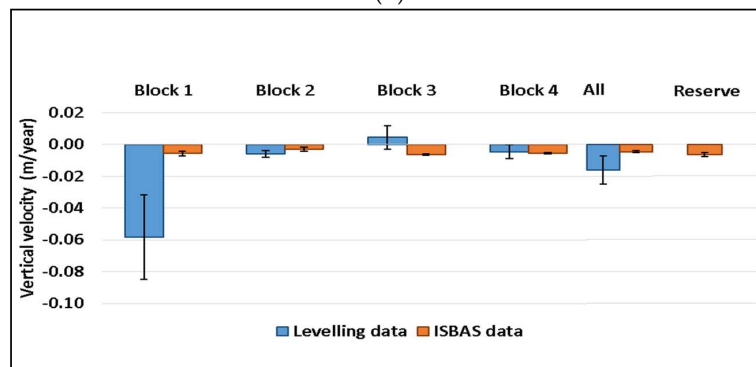 Block 1 Block 2 Block 3 Block 4 All Reserve
0.02
0.00
-0.02
-0.04
-0.06
-0.08
-0.10
Vertical velocity (m/year)
Levelling data ISBAS data